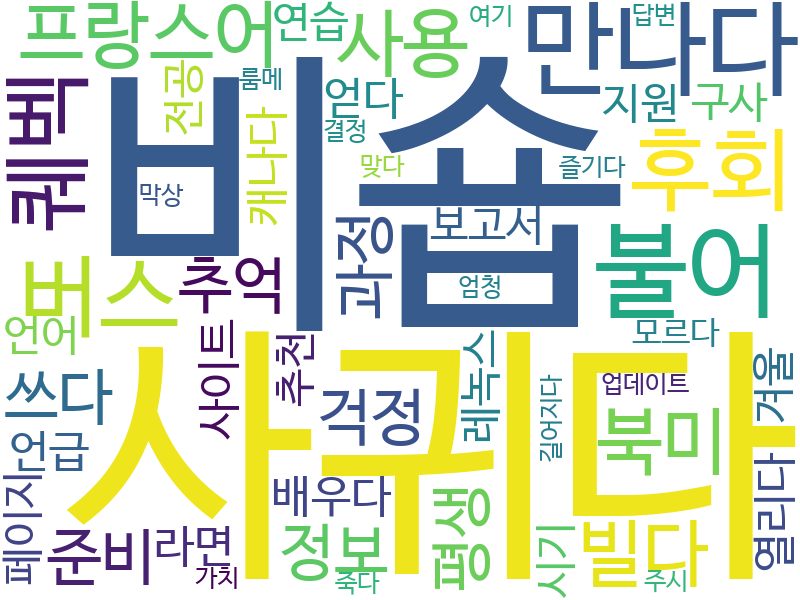 프랑스어
연습
사용
여기
만나다
답변
퀘벡
전공
룸메
캐나다
얻다
결정
비숍
맞다
즐기다
지원
구사
후회
막상
버스
추억
과정
보고서
엄청
불어
언어
사이트
추천
걱정
레녹스
길어지다
모르다
업데이트
겨울
쓰다
언급
사귀다
뽀미
페이지
준비
라면
가치
배우다
정보
죽다
평생
시기
빌다
주시
열리다